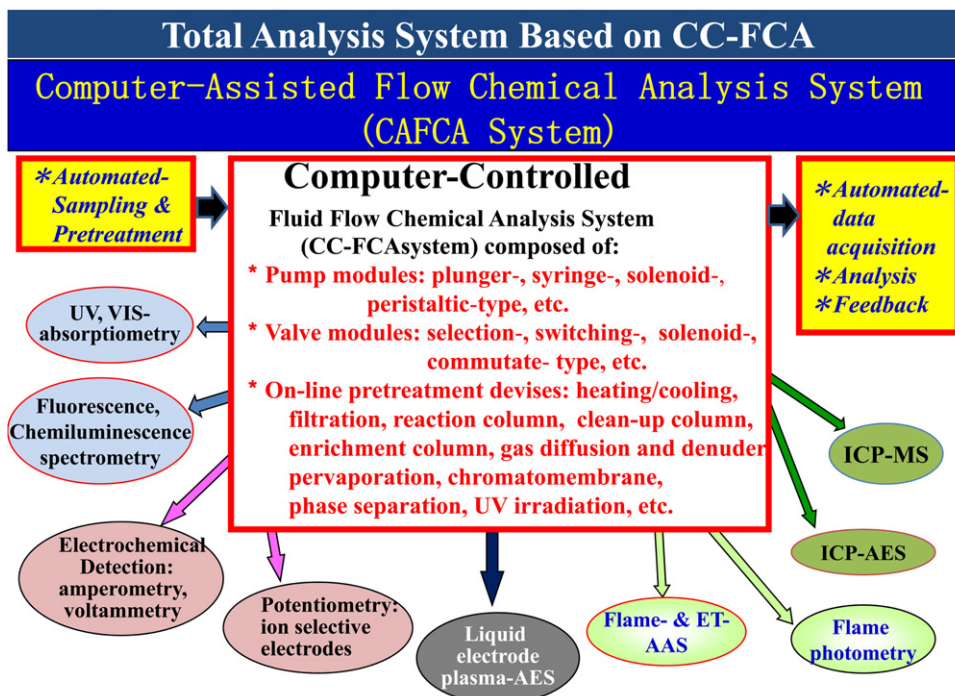 Total Analysis System Based on CC-FCA
Computer-Assisted Flow Chemical Analysis System
(CAFCA System)
＊Automated-
Sampling &
Pretreatment
Computer-Controlled
Fluid Flow Chemical Analysis System
(CC-FCAsystem) composed of:
* Pump modules: plunger-, syringe-, solenoid-,
peristaltic-type, etc.
* Valve modules: selection-, switching-, solenoid-,
commutate- type, etc.
* On-line pretreatment devises: heating/cooling,
filtration, reaction column, clean-up column,
enrichment column, gas diffusion and denuder
pervaporation, chromatomembrane,
phase separation, UV irradiation, etc.
＊Automated-
data
acquisition
＊Analysis
＊Feedback
UV, VIS-
absorptiometry
Fluorescence,
Chemiluminescence
spectrometry
Electrochemical
Detection:
amperometry,
voltammetry
Potentiometry:
ion selective
electrodes
Liquid
electrode
plasma-AES
Flame- & ET-
AAS
Flame
photometry
ICP-AES
ICP-MS